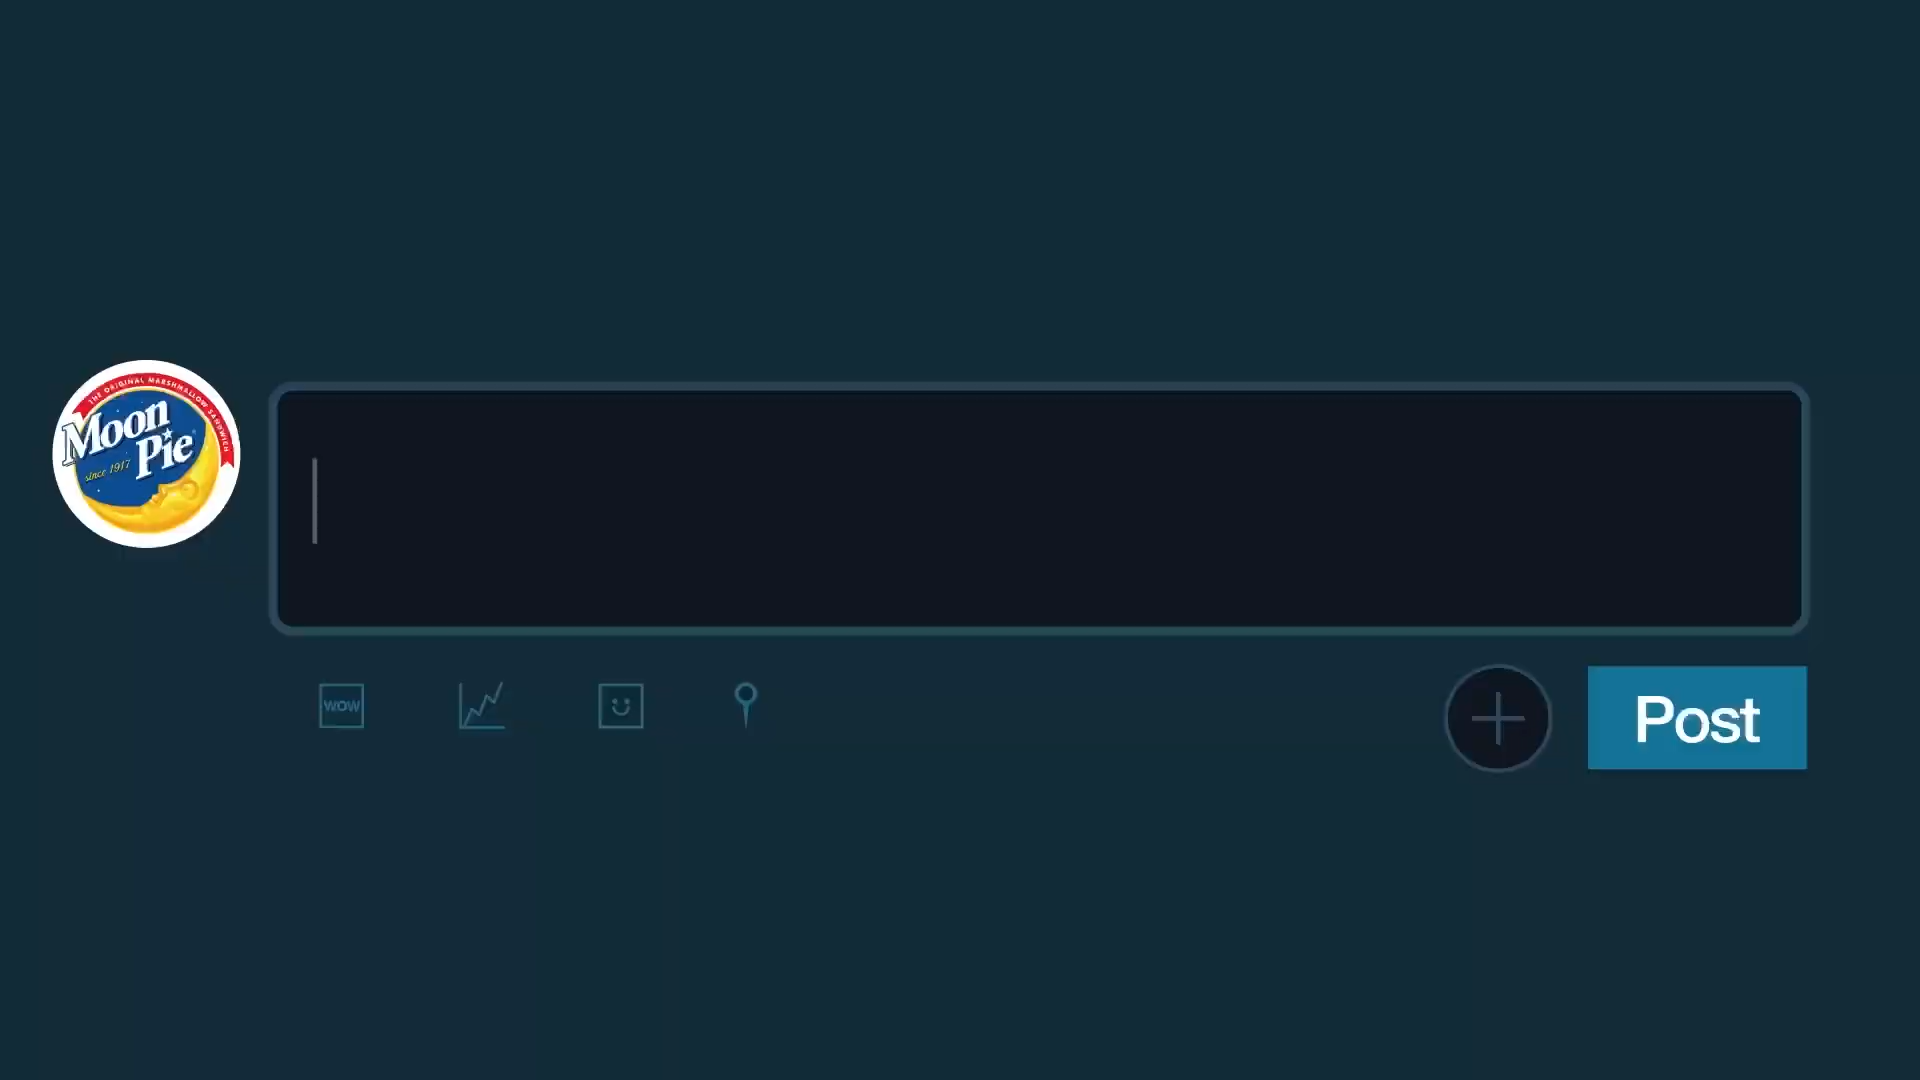 THE ORIGINAL MARSHMALLOW SANDWICH
Moon
Pie
since 1917
WOW
Post